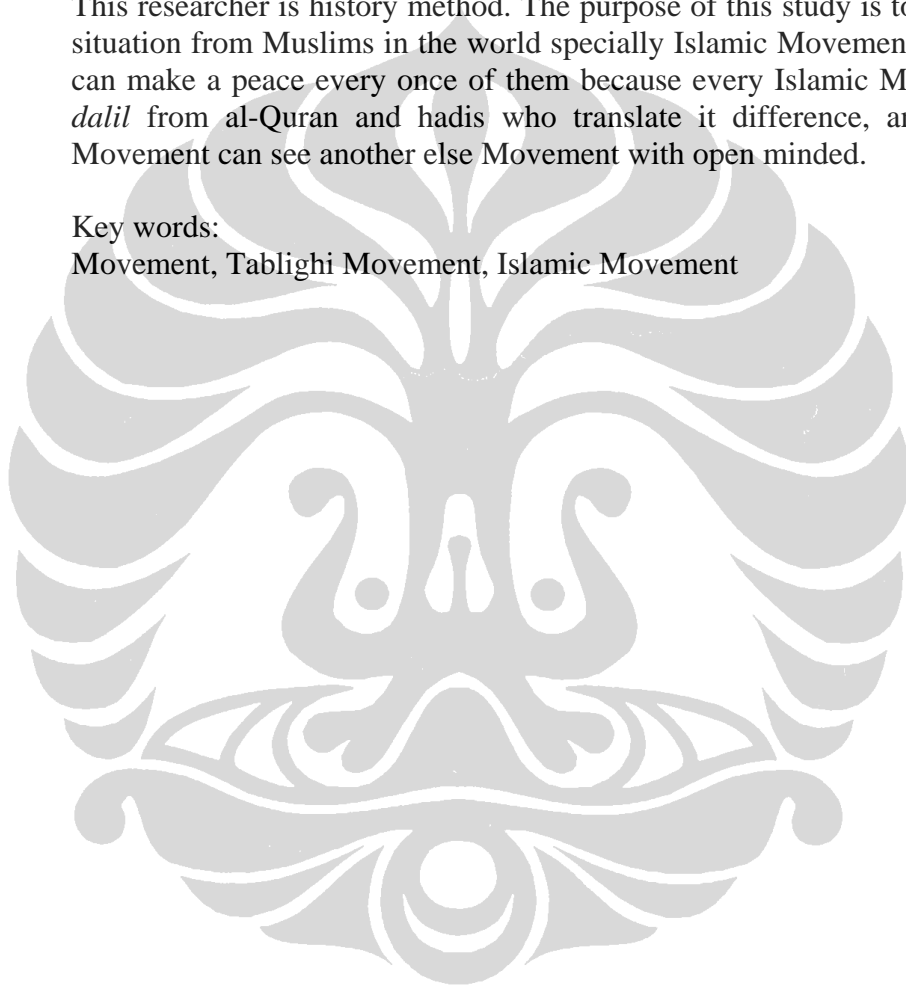 This researcher is history method. The purpose of this study is to
situation from Muslims in the world specially Islamic Movemen
can make a peace every once of them because every Islamic M
dalil from al-Quran and hadis who translate it difference, a
Movement can see another else Movement with open minded.
Key words:
Movement, Tablighi Movement, Islamic Movement